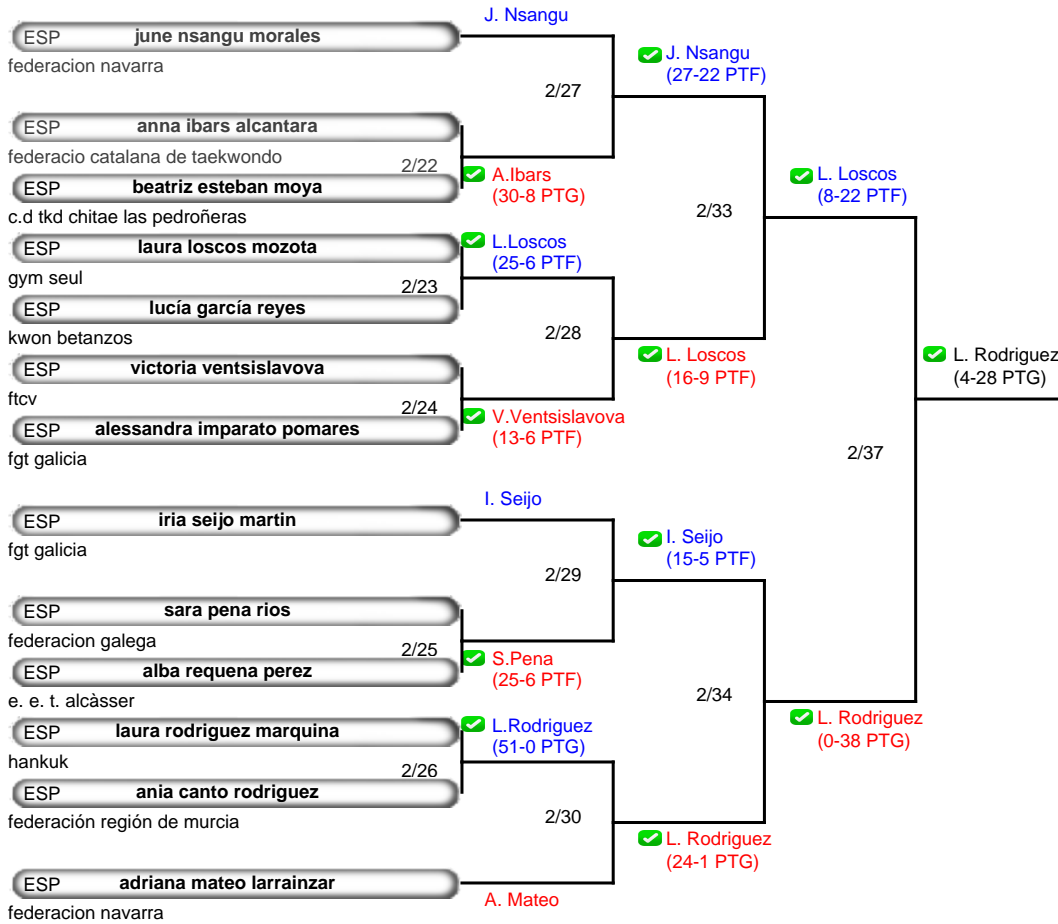 J. Nsangu
ESP june nsangu morales
federacion navarra
J. Nsangu
(27-22 PTF)
2/27
ESP anna ibars alcantara
federacio catalana de taekwondo
2/22
A.Ibars
(30-8 PTG)
ESP beatriz esteban moya
c.d tkd chitae las pedroñeras
L. Loscos
(8-22 PTF)
2/33
ESP laura loscos mozota
gym seul
L.Loscos
(25-6 PTF)
2/23
ESP lucía garcía reyes
kwon betanzos
2/28
L. Loscos
(16-9 PTF)
ESP victoria ventsislavova
ftcv
2/24
V.Ventsislavova
(13-6 PTF)
ESP alessandra imparato pomares
fgt galicia
L. Rodriguez
(4-28 PTG)
2/37
I. Seijo
ESP iria seijo martin
fgt galicia
I. Seijo
(15-5 PTF)
2/29
ESP sara pena rios
federacion galega
2/25
S.Pena
(25-6 PTF)
ESP alba requena perez
e. e. t. alcàsser
2/34
L. Rodriguez
(0-38 PTG)
ESP laura rodriguez marquina
hankuk
L.Rodriguez
(51-0 PTG)
2/26
ESP ania canto rodriguez
federación región de murcia
2/30
L. Rodriguez
(24-1 PTG)
ESP adriana mateo larrainzar
federacion navarra
A. Mateo